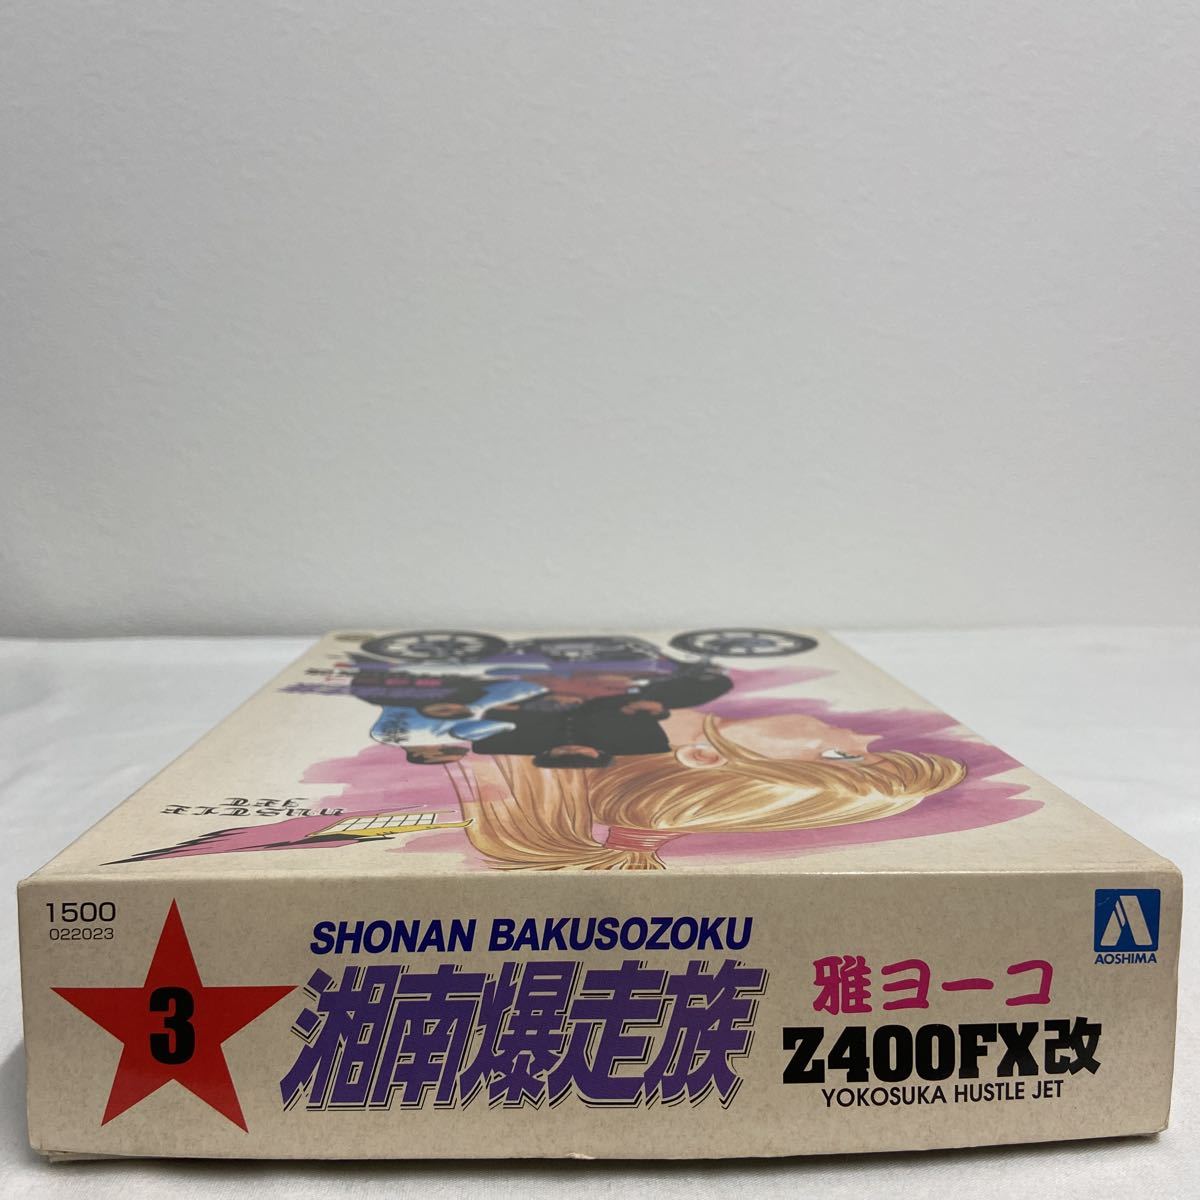 1500
022023
3
SHONAN BAKUSOZOKU
湘南爆走族
雅ヨーコ
Z400FX改
YOKOSUKA HUSTLE JET
AOSHIMA